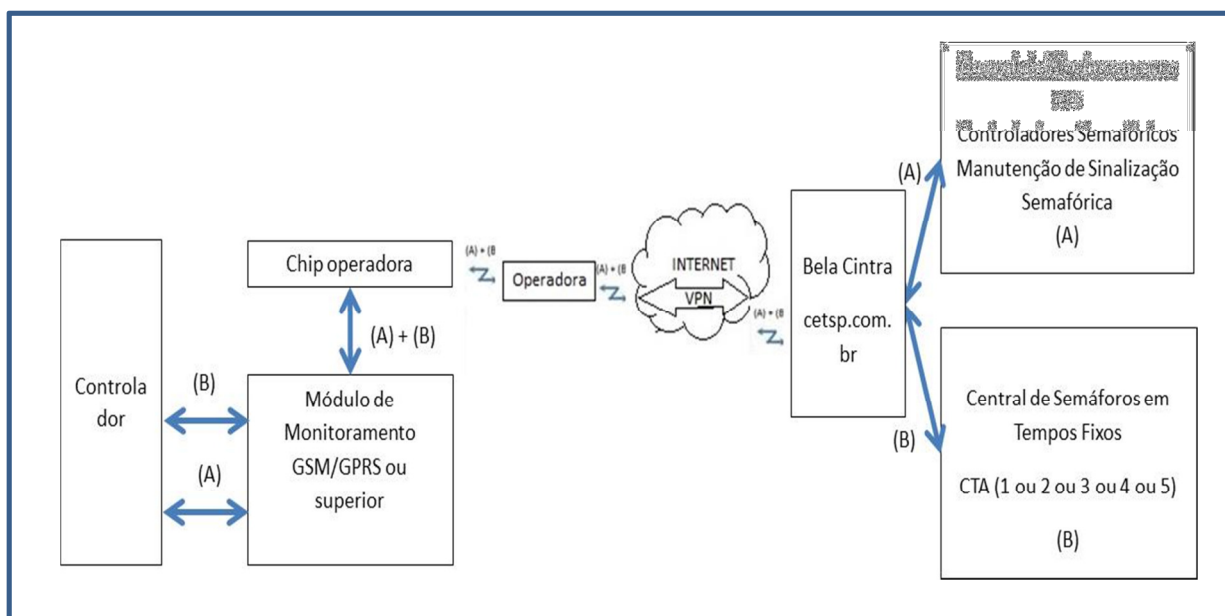 Controladores Semafóricos
Manutenção de Sinalização
Semafórica
(A)
(A)
Bela Cintra
cetsp.com.
br
INTERNET
VPN
(A) + (B
(A) + (B
(A) + (B
Operadora
Chip operadora
(A) + (B)
Controla
dor
(B)
(A)
Módulo de
Monitoramento
GSM/GPRS ou
superior
(B)
Central de Semáforos em
Tempos Fixos
CTA (1 ou 2 ou 3 ou 4 ou 5)
(B)